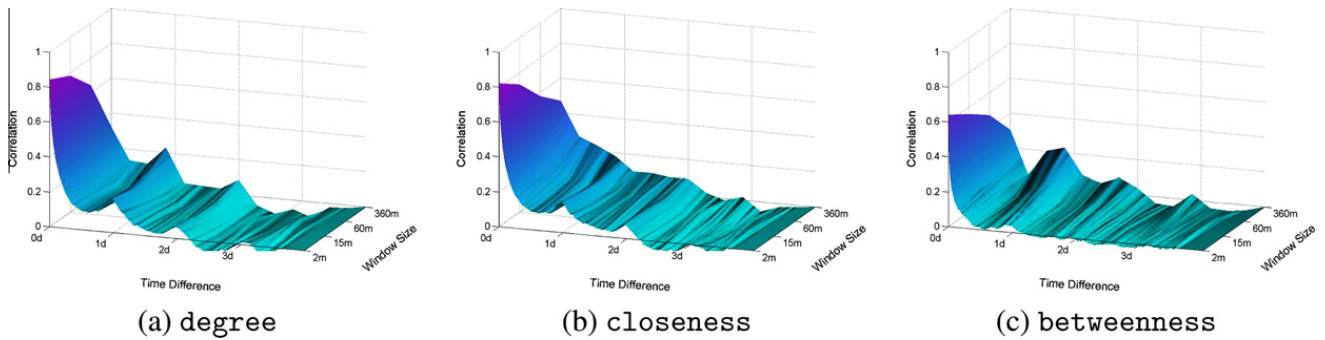 1
0.8
0.6
0.4
0.2
0
Correlation
0d
1d
2d
3d
2m
15m
60m
360m
Time Difference
Window Size
(a) degree
1
0.8
0.6
0.4
0.2
0
Correlation
0d
1d
2d
3d
2m
15m
60m
360m
Time Difference
Window Size
(b) closeness
1
0.8
0.6
0.4
0.2
0
Correlation
0d
1d
2d
3d
2m
15m
60m
360m
Time Difference
Window Size
(c) betweenness